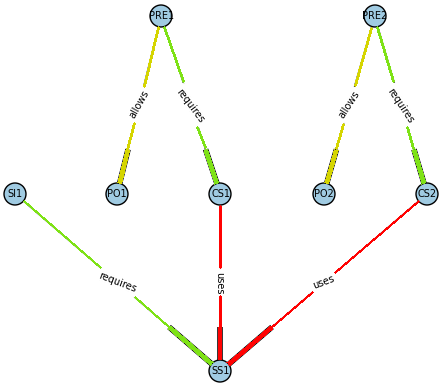 PRE1
PRE2
allows
requires
allows
requires
SI1
PO1
CS1
PO2
CS2
requires
uses
uses
SS1